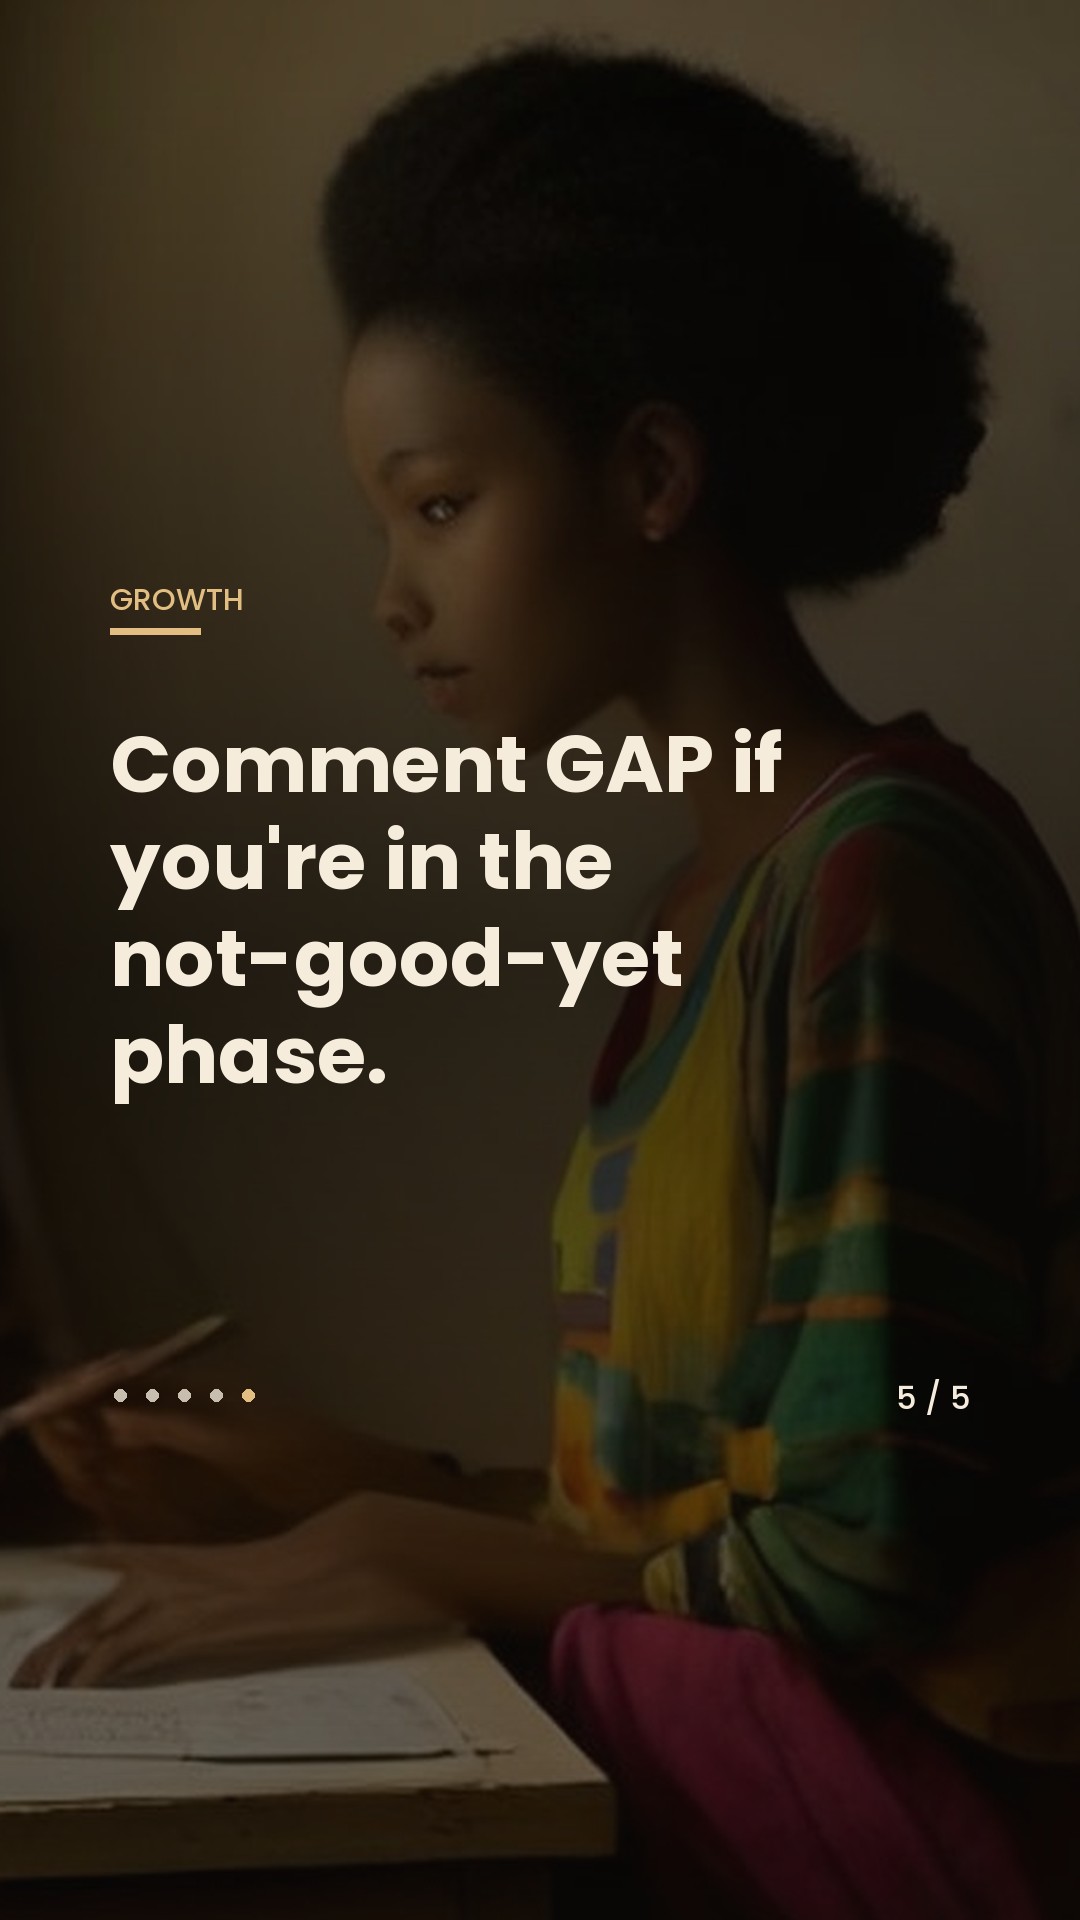 GROWTH
Comment GAP if
you're in the
not-good-yet
phase.
5 / 5